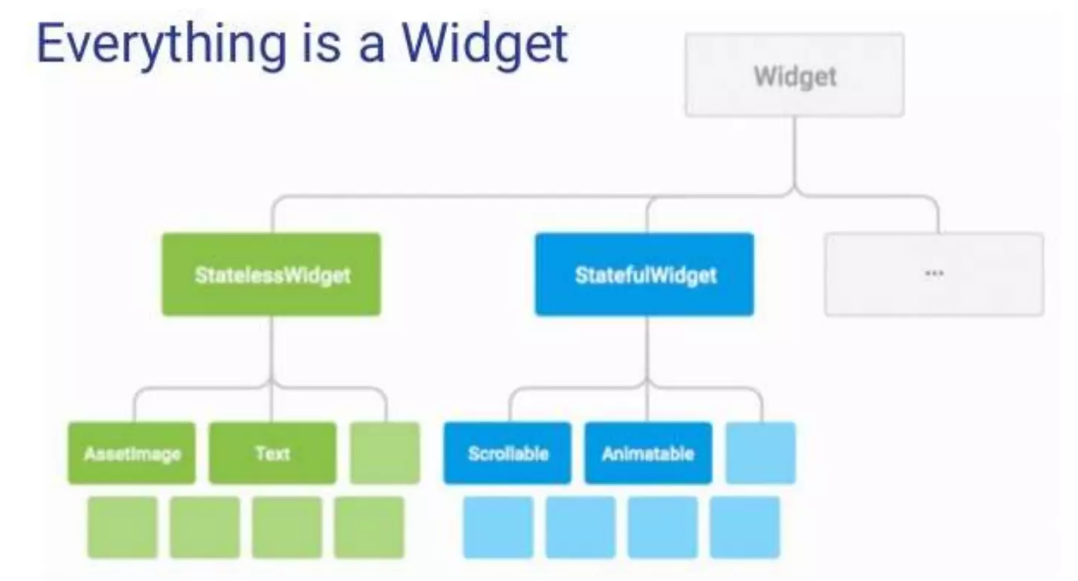 Everything is a Widget
Widget
StatelessWidget
StatefulWidget
...
AssetImage
Text
Scrollable
Animatable